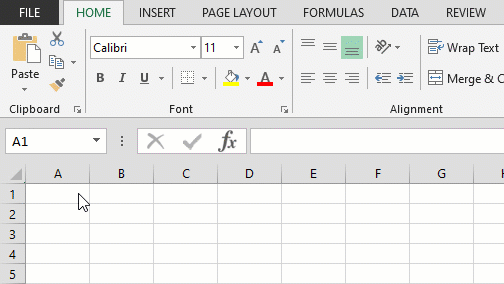 FILE HOME INSERT PAGE LAYOUT FORMULAS DATA REVIEW
Calibri 11 A A Wrap Text
Paste B I U A Merge & C
Clipboard Font Alignment
A1 fx
A B C D E F G
1
2
3
4
5